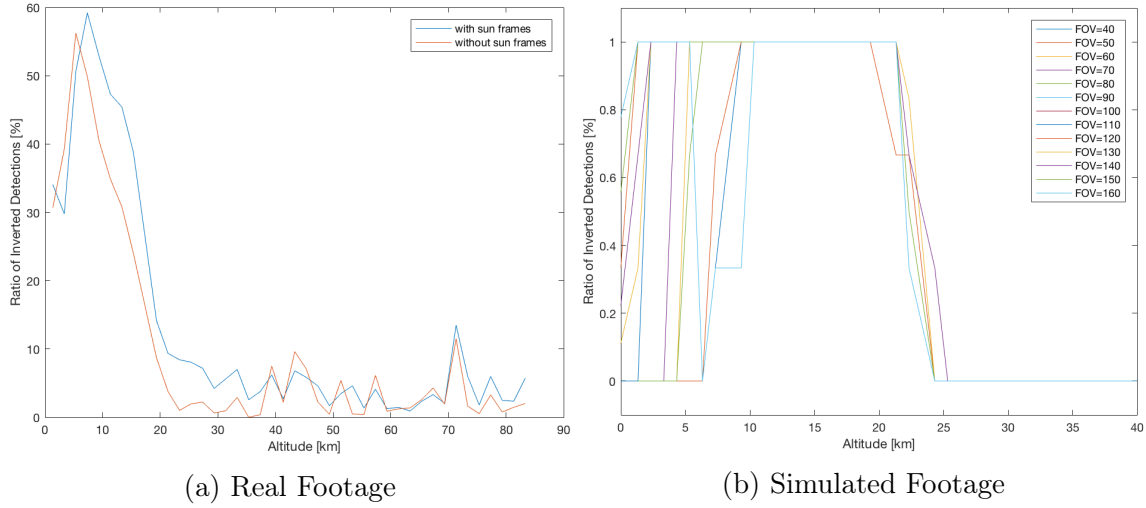 60
50
40
30
20
10
0
0 10 20 30 40 50 60 70 80 90
Ratio of Inverted Detections [%]
Altitude [km]
with sun frames
without sun frames
(a) Real Footage
1
0.8
0.6
0.4
0.2
0
0 5 10 15 20 25 30 35 40
Ratio of Inverted Detections [%]
Altitude [km]
FOV=40
FOV=50
FOV=60
FOV=70
FOV=80
FOV=90
FOV=100
FOV=110
FOV=120
FOV=130
FOV=140
FOV=150
FOV=160
(b) Simulated Footage